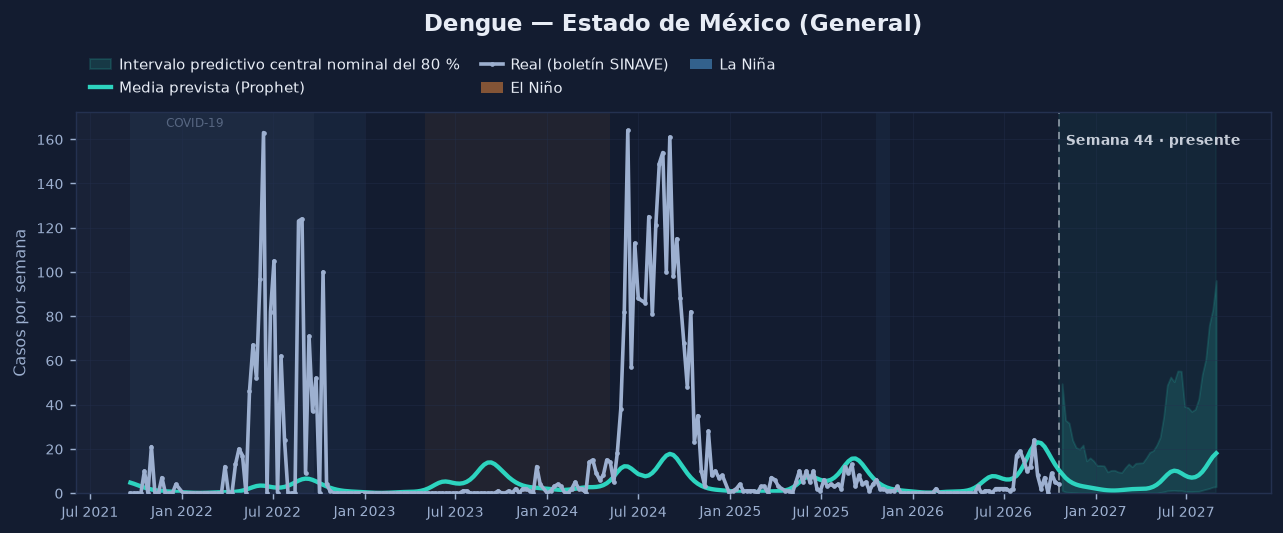 Dengue — Estado de México (General)
Intervalo predictivo central nominal del 80 %
Real (boletín SINAVE)
La Niña
Media prevista (Prophet)
El Niño
COVID-19
Semana 44 · presente
Casos por semana
160
140
120
100
80
60
40
20
0
Jul 2021
Jan 2022
Jul 2022
Jan 2023
Jul 2023
Jan 2024
Jul 2024
Jan 2025
Jul 2025
Jan 2026
Jul 2026
Jan 2027
Jul 2027